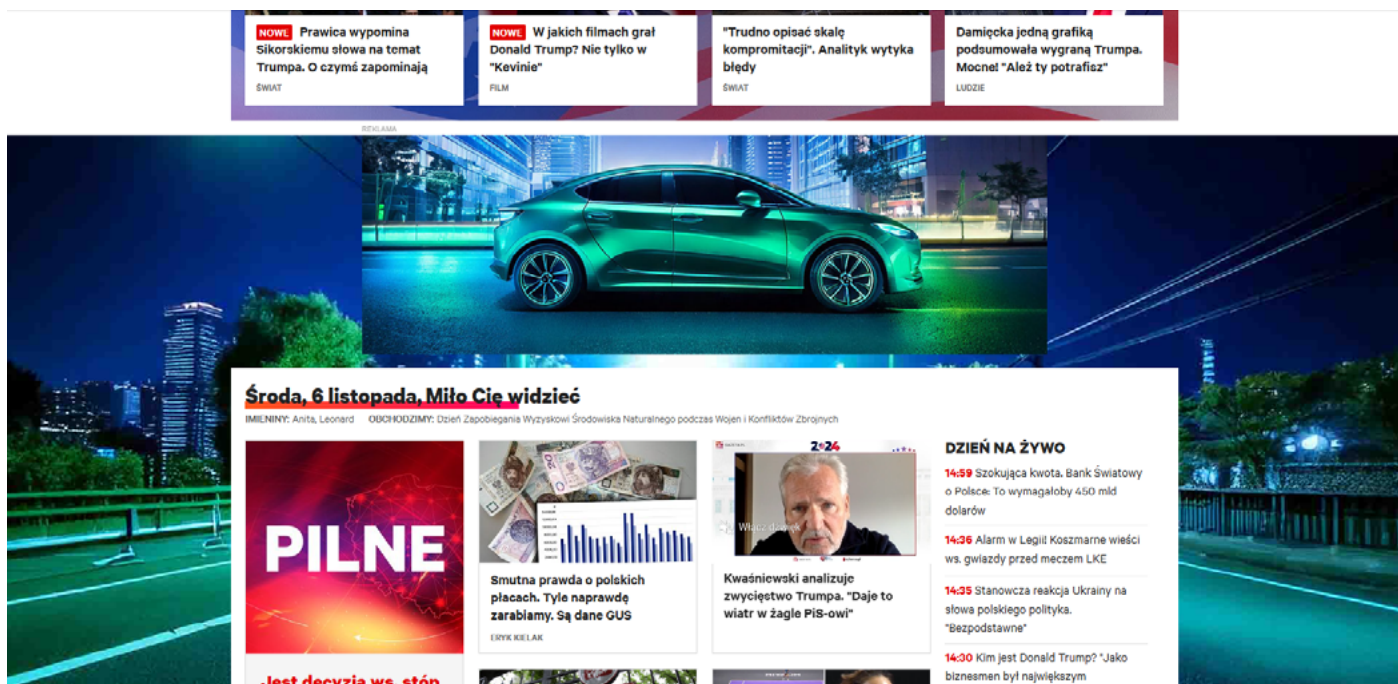 NOWE Prawica wypomina
Sikorskiemu słowa na temat
Trumpa. O czymś zapominają
ŚWIAT
NOWE W jakich filmach grał
Donald Trump? Nie tylko w
"Kevinie"
FILM
"Trudno opisać skalę
kompromitacji". Analityk wytyka
błędy
ŚWIAT
Damięcka jedną grafiką
podsumowała wygraną Trumpa.
Mocne! "Ależ ty potrafisz"
LUDZIE
REKLAMA
Środa, 6 listopada, Miło Cię widzieć
IMIENINY: Anita, Leonard OBCHODZIMY: Dzień Zapobiegania Wyzyskowi Środowiska Naturalnego podczas Wojen i Konfliktów Zbrojnych
PILNE
Jest decyzja ws. stóp
Smutna prawda o polskich
płacach. Tyle naprawdę
zarabiamy. Są dane GUS
ERYK KIELAK
2024
Włącz dźwięk
Kwaśniewski analizuje
zwycięstwo Trumpa. "Daje to
wiatr w żagle PiS-owi"
DZIEŃ NA ŻYWO
14:59 Szokująca kwota. Bank Światowy
o Polsce: To wymagałoby 450 mld
dolarów
14:36 Alarm w Legii! Koszmarne wieści
ws. gwiazdy przed meczem LKE
14:35 Stanowcza reakcja Ukrainy na
słowa polskiego polityka.
"Bezpodstawne"
14:30 Kim jest Donald Trump? "Jako
biznesmen był największym